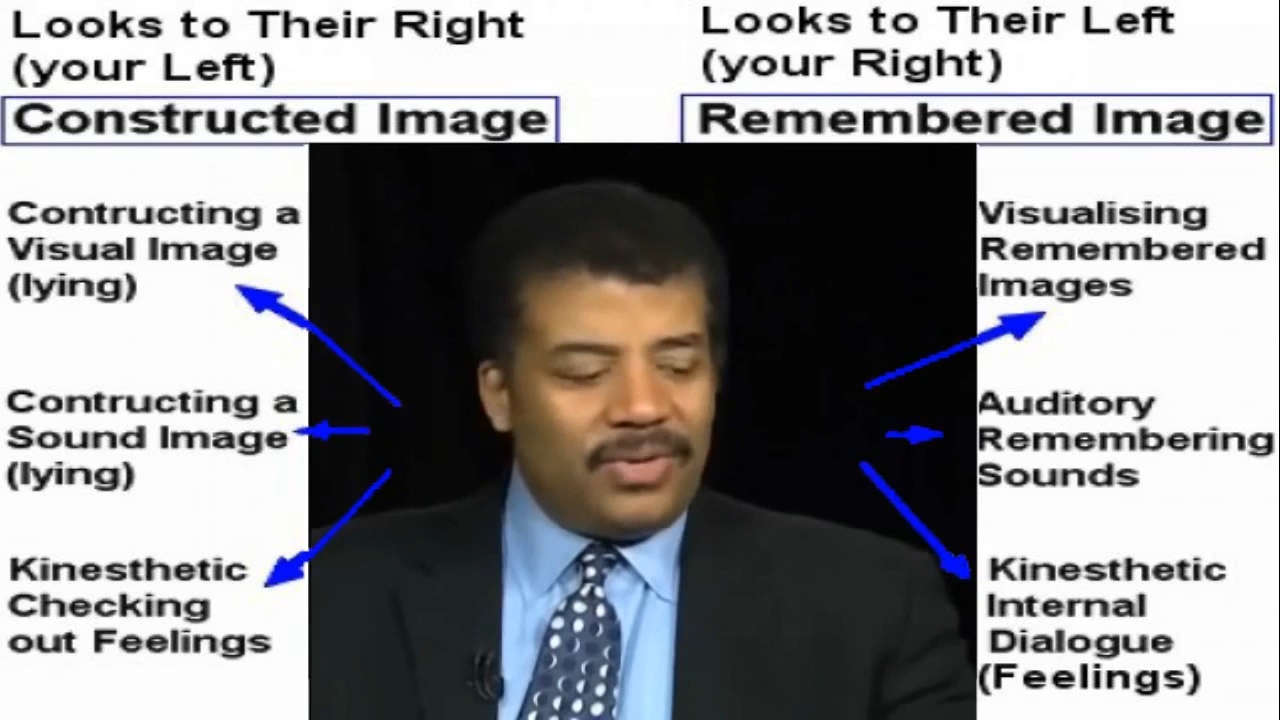 Looks to Their Right
(your Left)
Constructed Image
Contructing a
Visual Image
(lying)
Contructing a
Sound Image
(lying)
Kinesthetic
Checking
out Feelings
Looks to Their Left
(your Right)
Remembered Image
Visualising
Remembered
Images
Auditory
Remembering
Sounds
Kinesthetic
Internal
Dialogue
(Feelings)